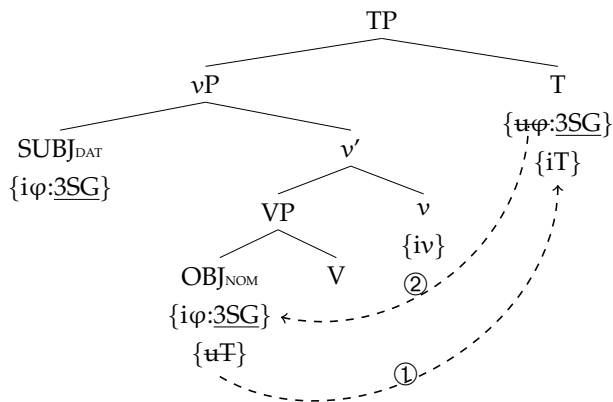 TP
vP T
{uφ:3SG}
SUBJDAT v′ {iT}
{iφ:3SG}
VP v
{iv}
OBJNOM V ②
{iφ:3SG}
{uT}
①